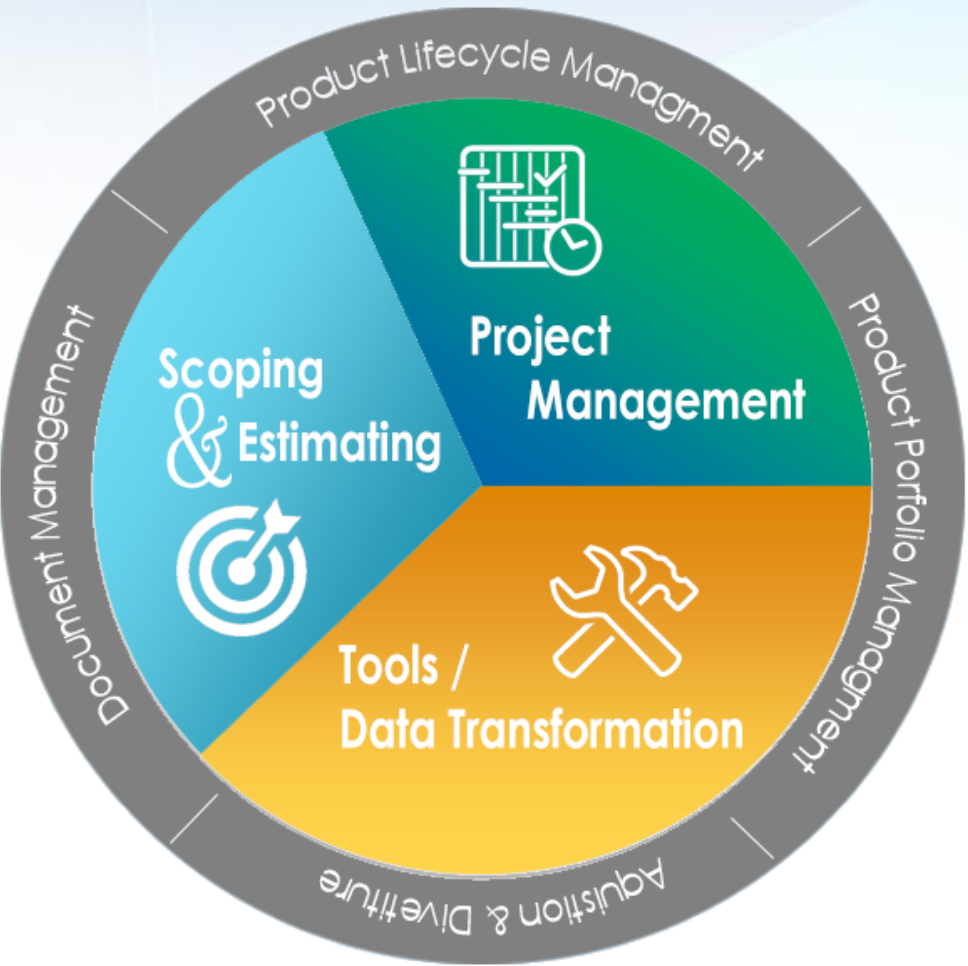 Product Lifecycle Managment
Product Porfolio Managment
Aquistion & Divetiture
Document Management
Project
Management
Scoping
& Estimating
Tools /
Data Transformation